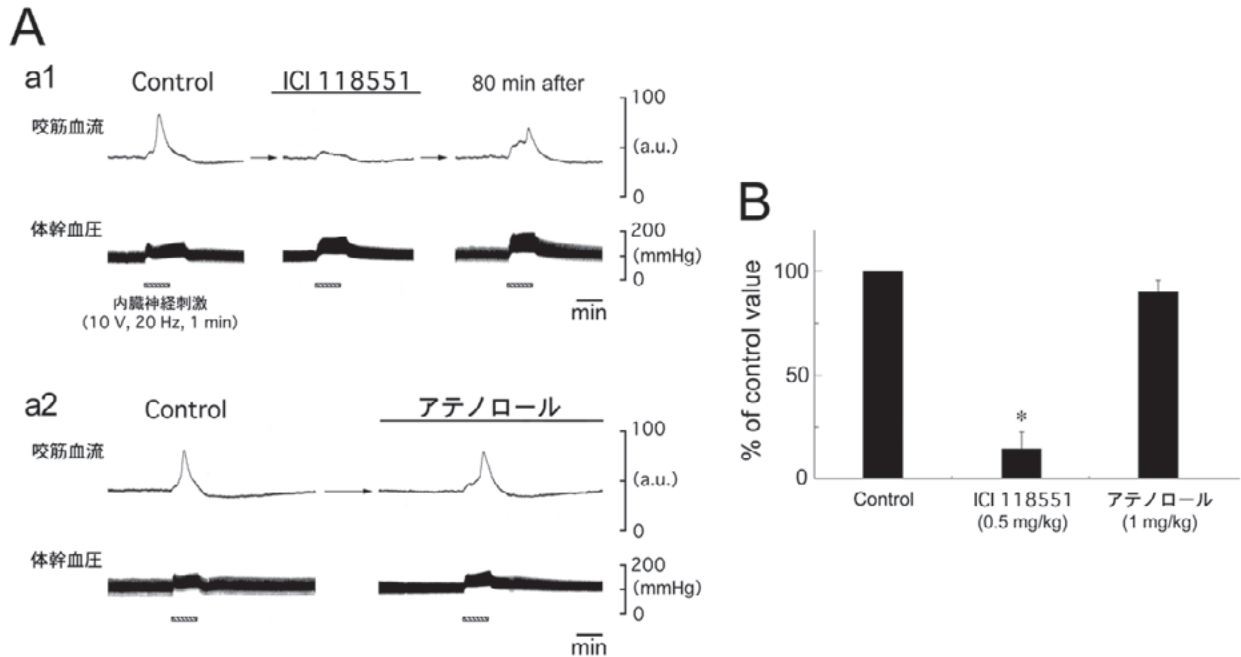 A
a1
Control
ICI 118551
80 min after
咬筋血流
100
(a.u.)
0
体幹血圧
200
(mmHg)
0
内臓神経刺激
(10 V, 20 Hz, 1 min)
min
a2
Control
アテノロール
咬筋血流
100
(a.u.)
0
体幹血圧
200
(mmHg)
0
min
B
% of control value
100
50
0
Control
ICI 118551
(0.5 mg/kg)
アテノロール
(1 mg/kg)
*